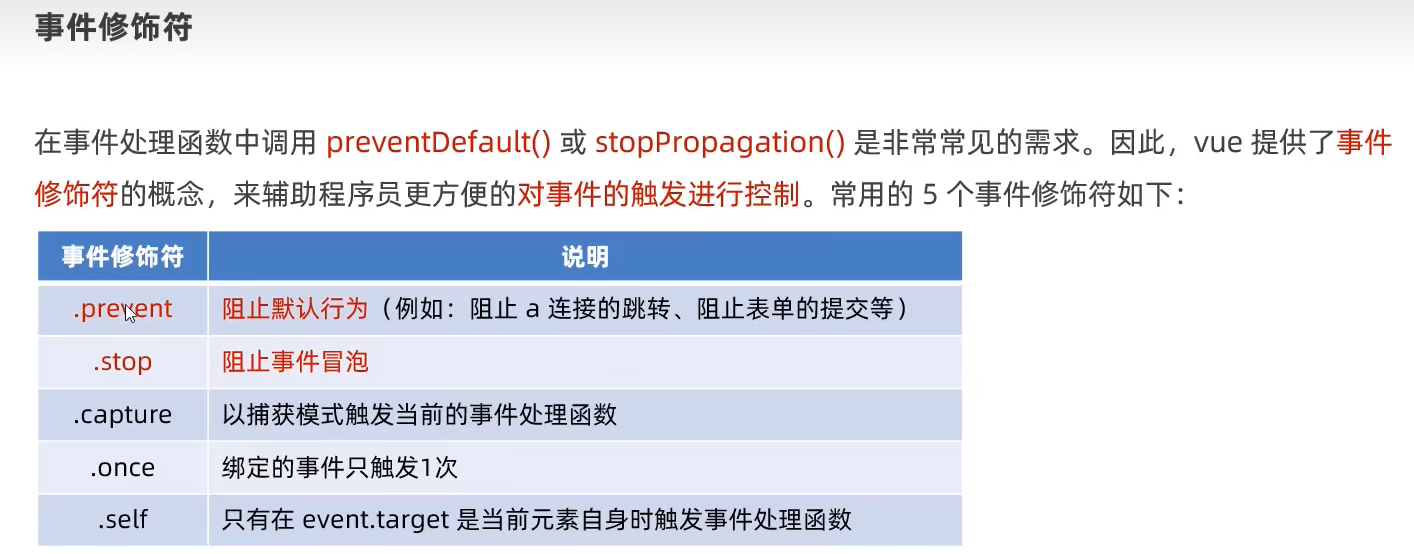 事件修饰符
在事件处理函数中调用 preventDefault() 或 stopPropagation() 是非常常见的需求。因此，vue 提供了事件
修饰符的概念，来辅助程序员更方便的对事件的触发进行控制。常用的 5 个事件修饰符如下：
事件修饰符 说明
.prevent 阻止默认行为（例如：阻止 a 连接的跳转、阻止表单的提交等）
.stop 阻止事件冒泡
.capture 以捕获模式触发当前的事件处理函数
.once 绑定的事件只触发1次
.self 只有在 event.target 是当前元素自身时触发事件处理函数